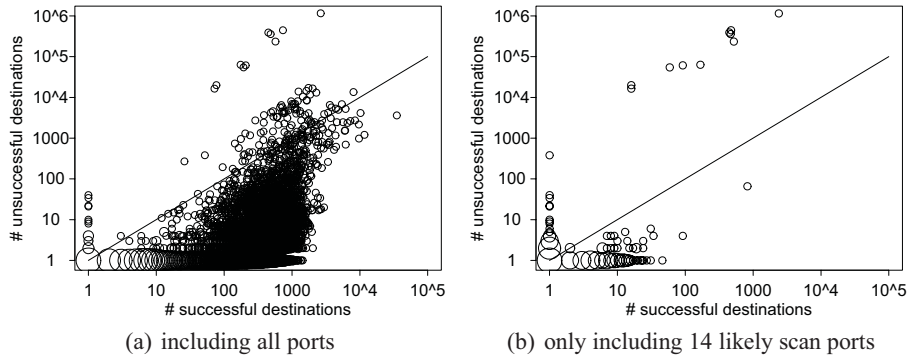 10^6
10^5
10^4
1000
100
10
1
# unsuccessful destinations
1 10 100 1000 10^4 10^5
# successful destinations
(a) including all ports
10^6
10^5
10^4
1000
100
10
1
# unsuccessful destinations
1 10 100 1000 10^4 10^5
# successful destinations
(b) only including 14 likely scan ports